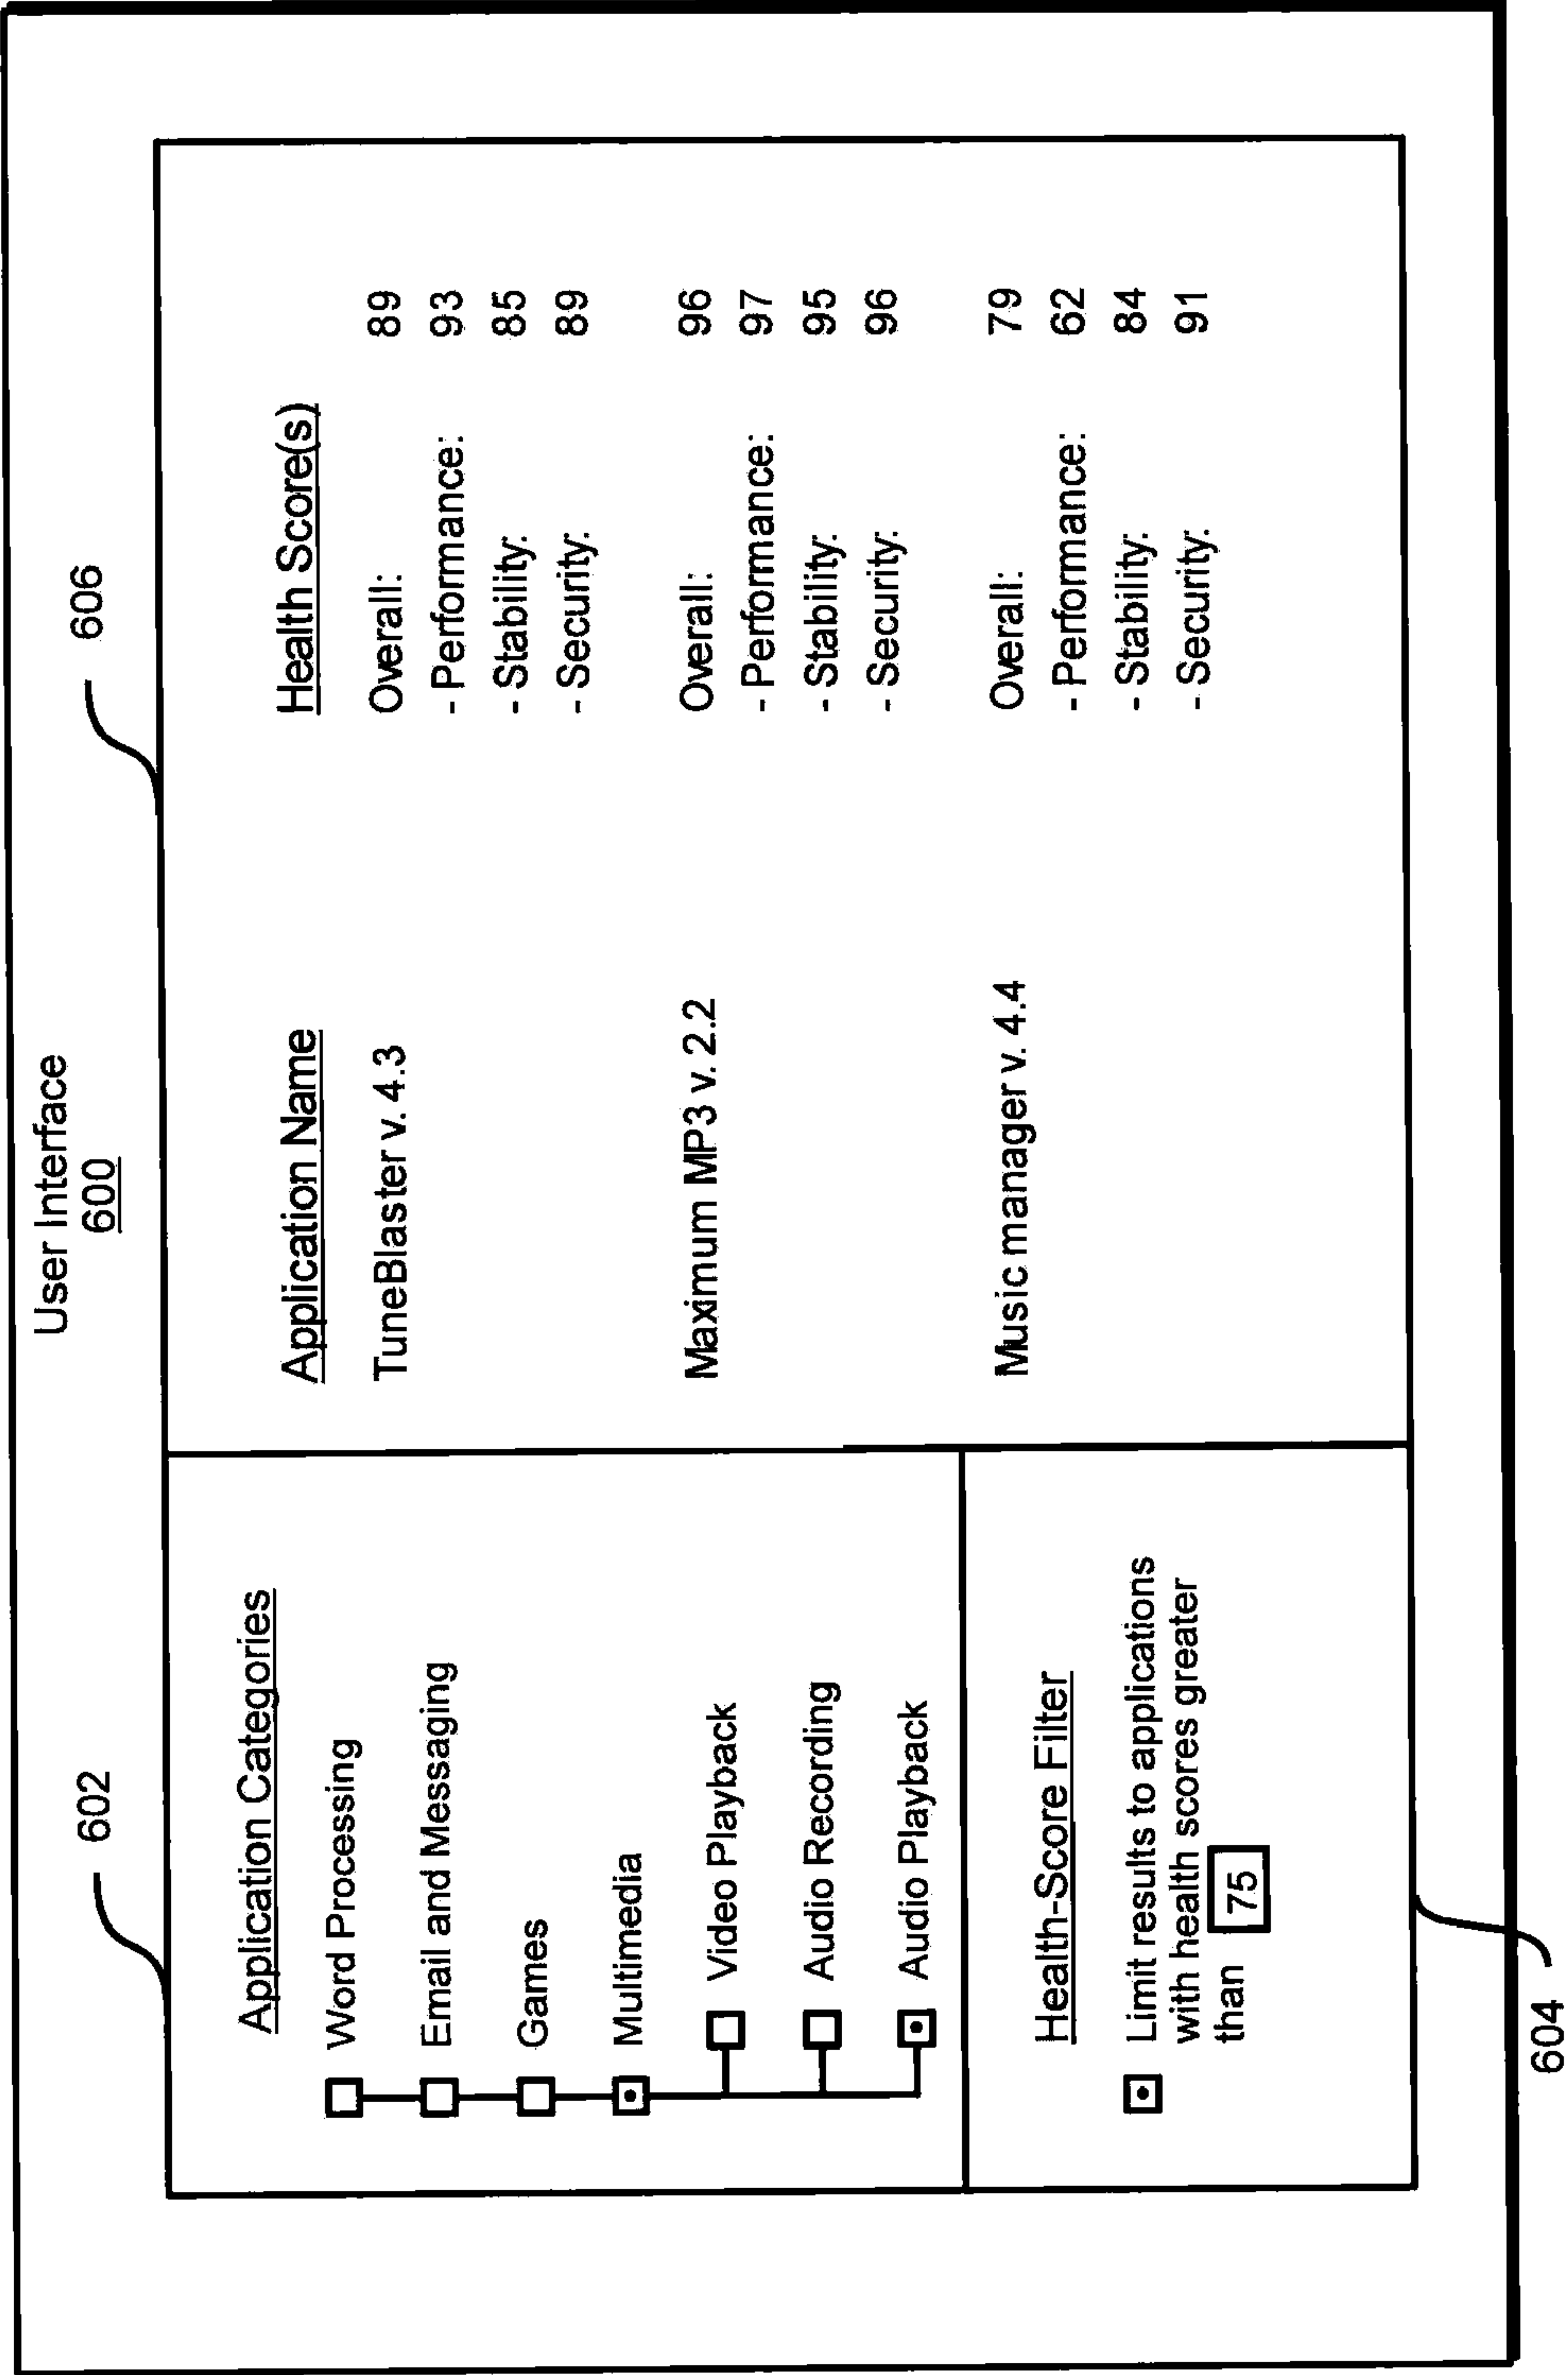 User Interface
600
602
606
Application Categories
Word Processing
Email and Messaging
Games
Multimedia
Video Playback
Audio Recording
Audio Playback
Health-Score Filter
Limit results to applications
with health scores greater
than 75
604
Application Name Health Score(s)
TuneBlaster v. 4.3 Overall: 89
- Performance: 93
- Stability: 85
- Security: 89
Maximum MP3 v. 2.2 Overall: 96
- Performance: 97
- Stability: 95
- Security: 96
Music manager v. 4.4 Overall: 79
- Performance: 62
- Stability: 84
- Security: 91